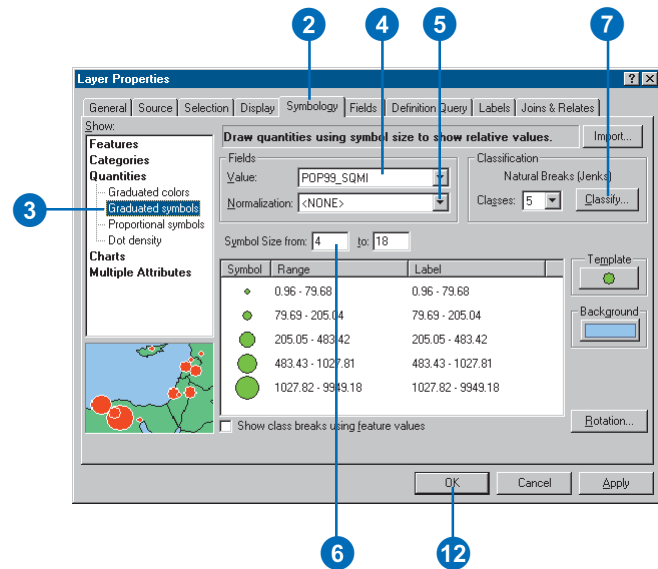 2 4 5 7
Layer Properties
General Source Selection Display Symbology Fields Definition Query Labels Joins & Relates
Show:
Features
Categories
Quantities
Graduated colors
Graduated symbols
Proportional symbols
Dot density
Charts
Multiple Attributes
3
Draw quantities using symbol size to show relative values.
Import...
Fields
Value: POP99_SQMI
Normalization: <NONE>
Classification
Natural Breaks (Jenks)
Classes: 5 Classify...
Symbol Size from: 4 to: 18
Symbol Range Label
0.96 - 79.68 0.96 - 79.68
79.69 - 205.04 79.69 - 205.04
205.05 - 483.42 205.05 - 483.42
483.43 - 1027.81 483.43 - 1027.81
1027.82 - 9949.18 1027.82 - 9949.18
Template
Background
Show class breaks using feature values
Rotation...
OK Cancel Apply
6 12